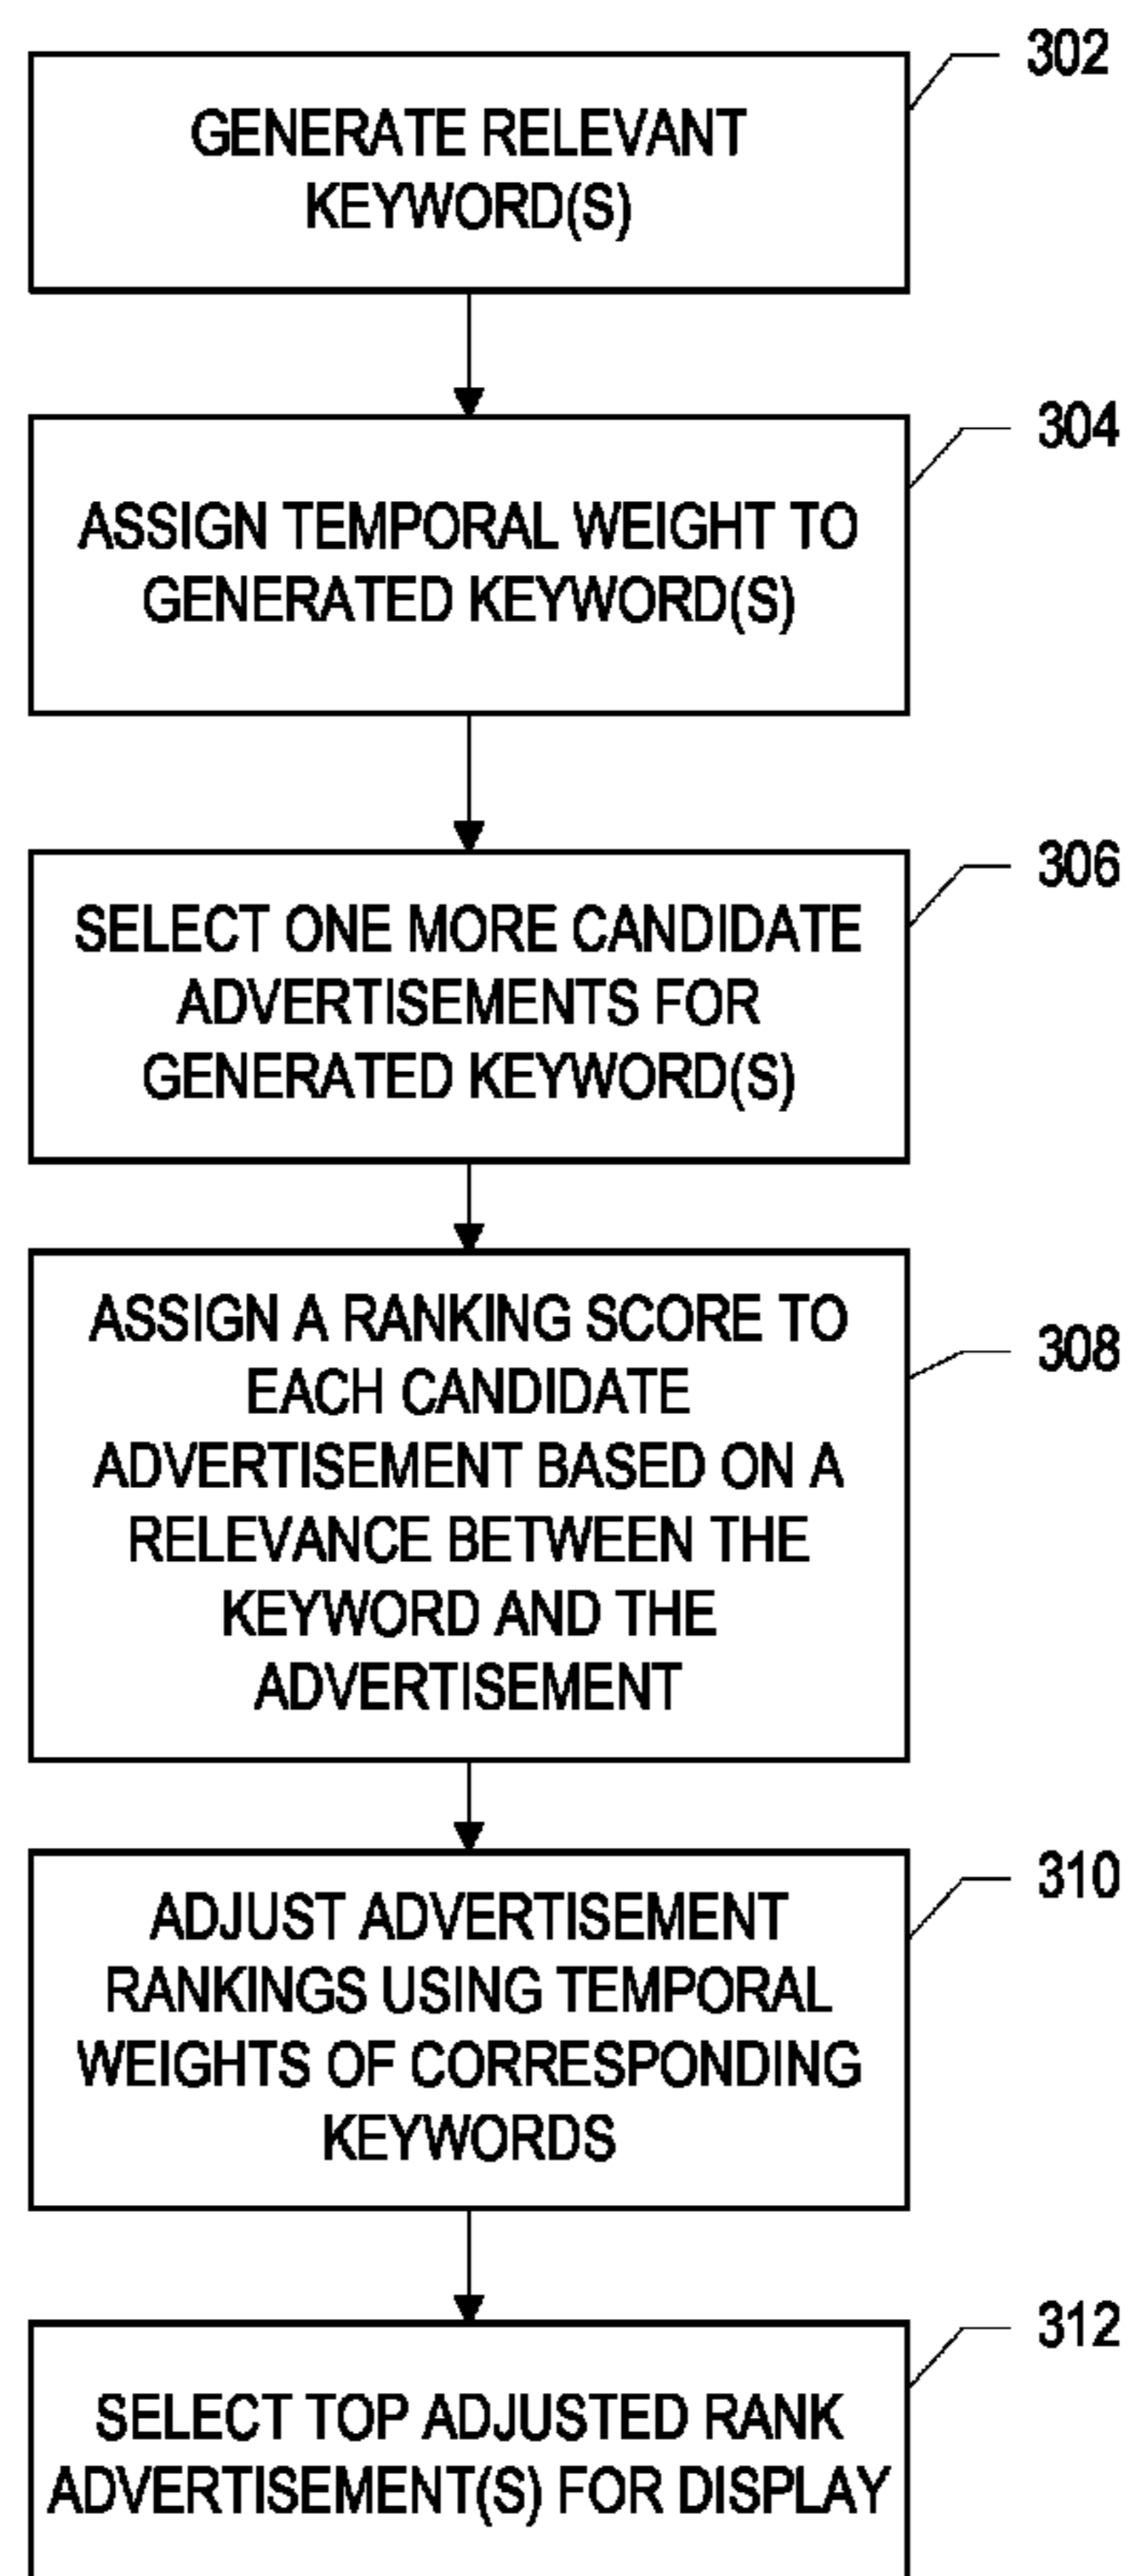 302
GENERATE RELEVANT
KEYWORD(S)
304
ASSIGN TEMPORAL WEIGHT TO
GENERATED KEYWORD(S)
306
SELECT ONE MORE CANDIDATE
ADVERTISEMENTS FOR
GENERATED KEYWORD(S)
308
ASSIGN A RANKING SCORE TO
EACH CANDIDATE
ADVERTISEMENT BASED ON A
RELEVANCE BETWEEN THE
KEYWORD AND THE
ADVERTISEMENT
310
ADJUST ADVERTISEMENT
RANKINGS USING TEMPORAL
WEIGHTS OF CORRESPONDING
KEYWORDS
312
SELECT TOP ADJUSTED RANK
ADVERTISEMENT(S) FOR DISPLAY